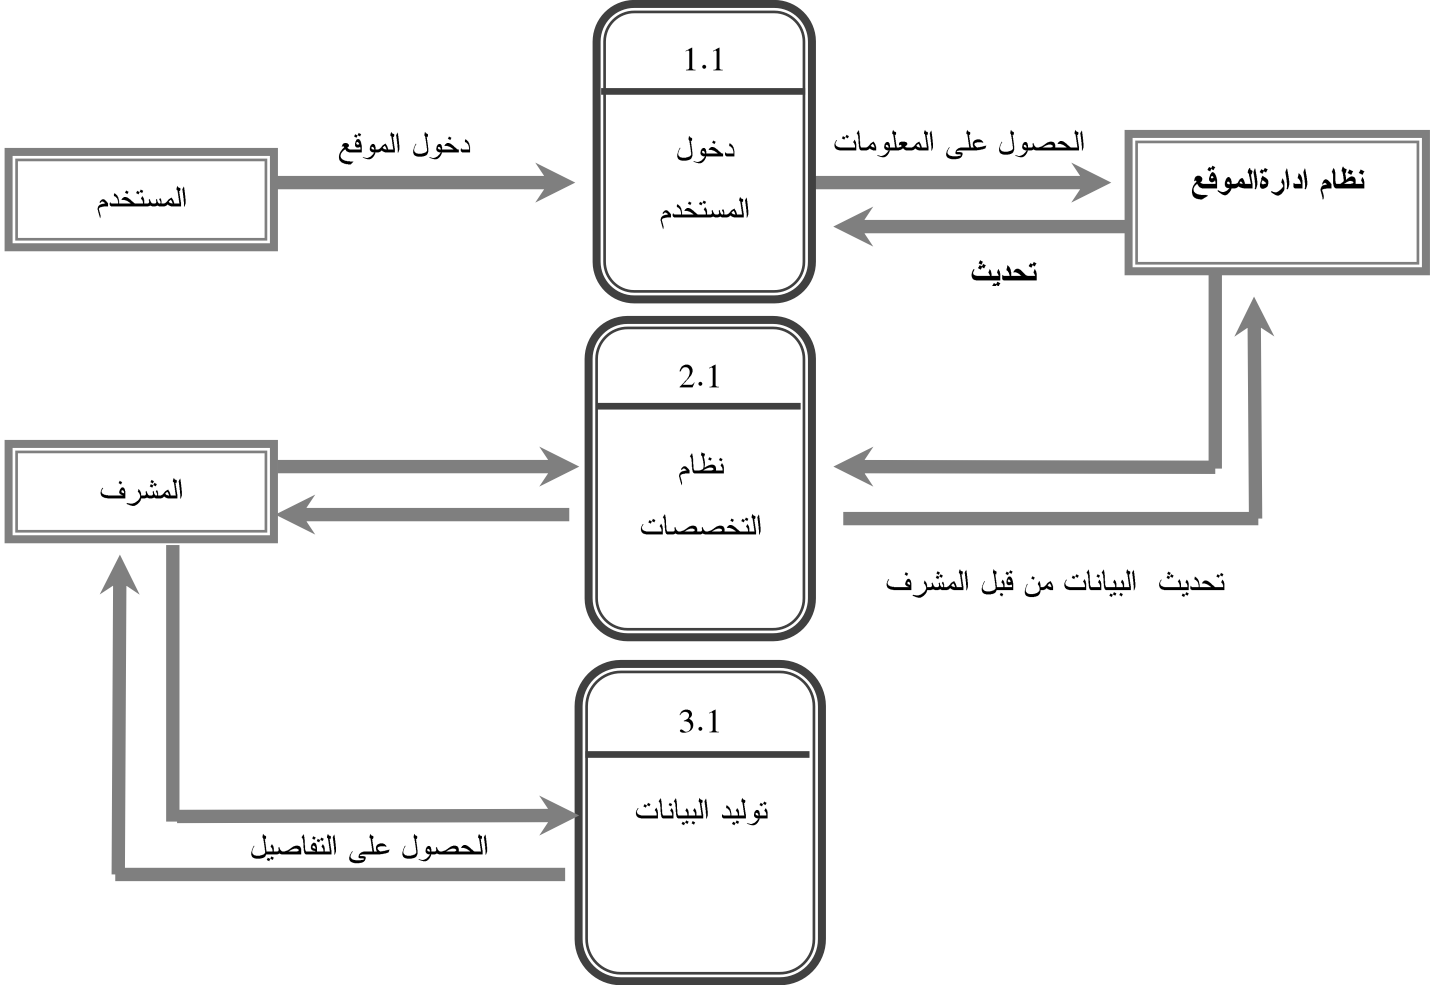 1.1
دخول
المستخدم
دخول الموقع
المستخدم
الحصول على المعلومات
نظام ادارةالموقع
تحديث
2.1
نظام
التخصصات
المشرف
تحديث البيانات من قبل المشرف
3.1
توليد البيانات
الحصول على التفاصيل